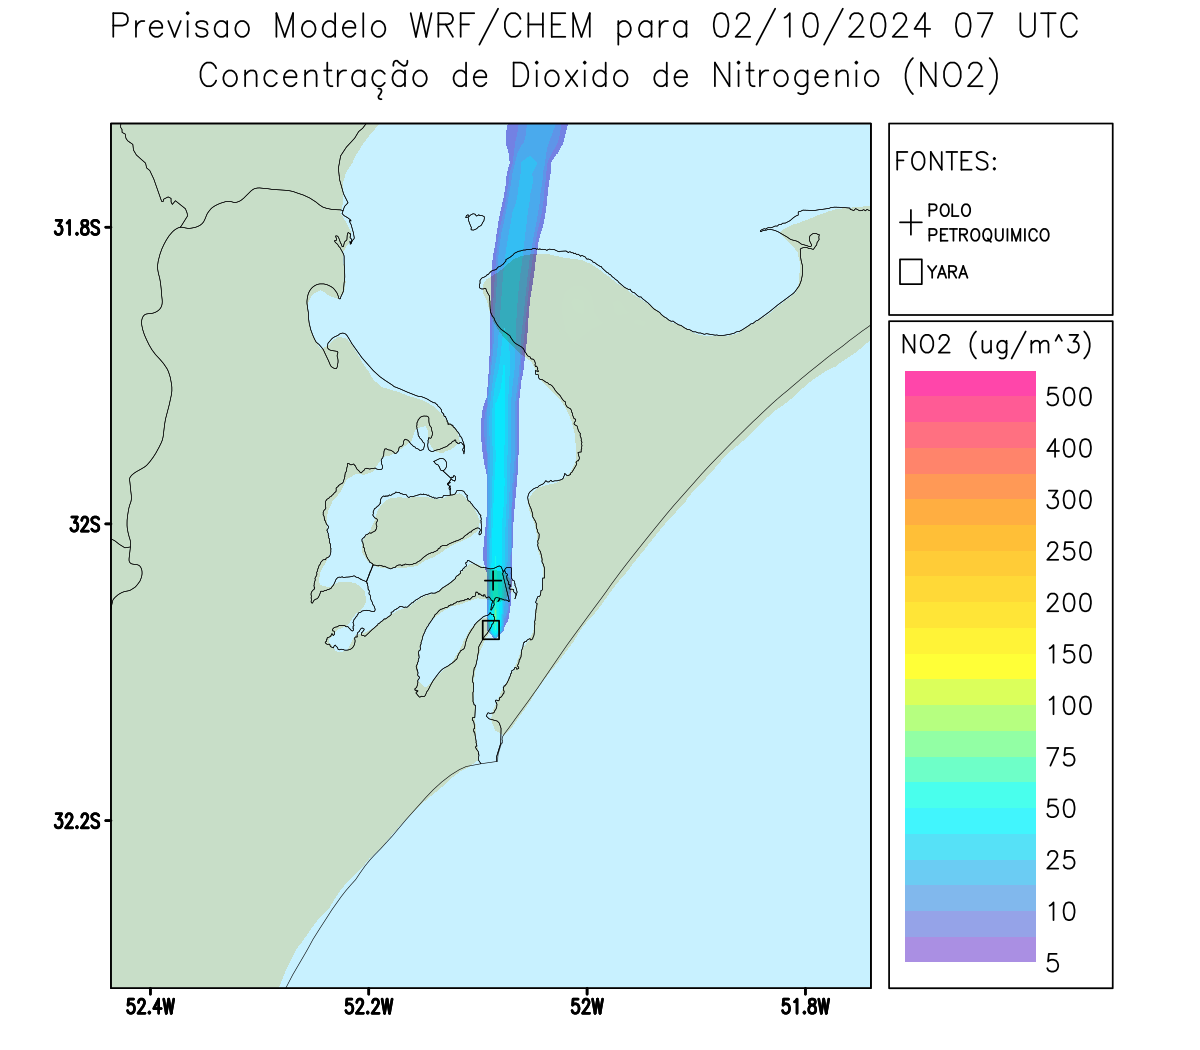 Previsao Modelo WRF/CHEM para 02/10/2024 07 UTC
Concentração de Dioxido de Nitrogenio (NO2)
FONTES:
POLO
PETROQUIMICO
YARA
NO2 (ug/m^3)
500
400
300
250
200
150
100
75
50
25
10
5
31.8S
32S
32.2S
52.4W
52.2W
52W
51.8W